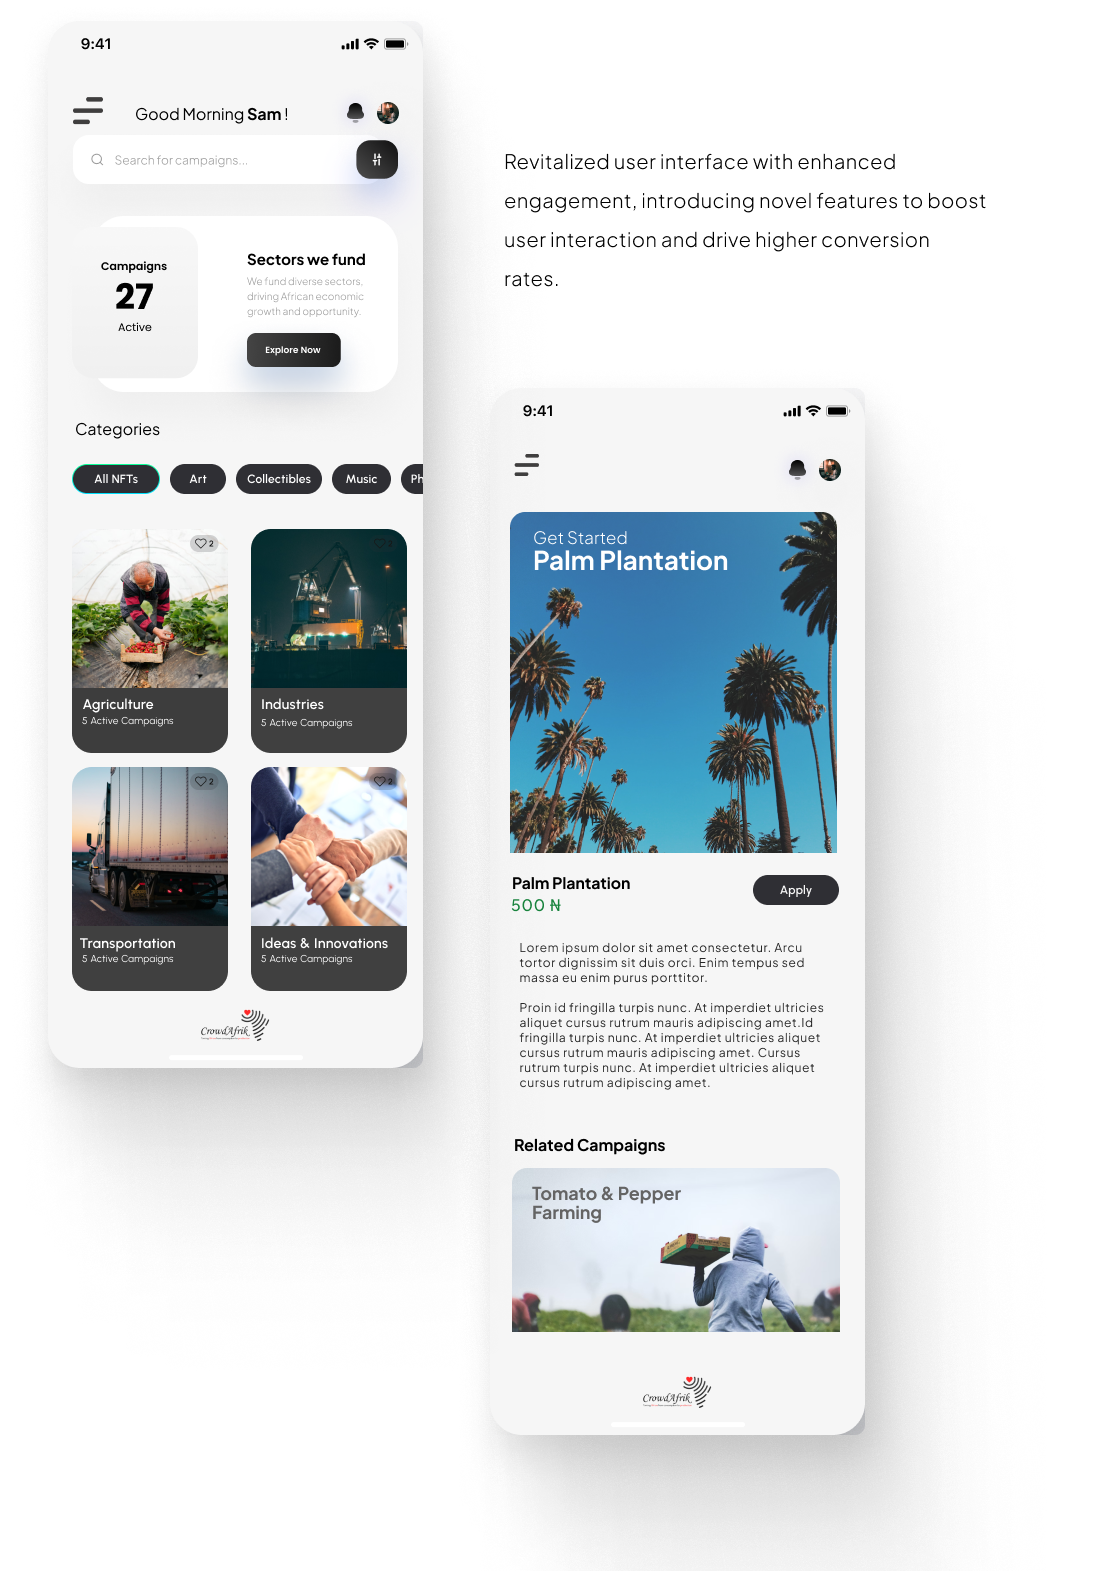 9:41
Good Morning Sam !
Search for campaigns...
Campaigns
27
Active
Sectors we fund
We fund diverse sectors,
driving African economic
growth and opportunity.
Explore Now
Categories
All NFTs
Art
Collectibles
Music
Ph
2
Agriculture
5 Active Campaigns
Industries
5 Active Campaigns
2
2
Transportation
5 Active Campaigns
Ideas & Innovations
5 Active Campaigns
CrowdAfrik
Revitalized user interface with enhanced
engagement, introducing novel features to boost
user interaction and drive higher conversion
rates.
9:41
Get Started
Palm Plantation
Palm Plantation
500 ₦
Apply
Lorem ipsum dolor sit amet consectetur. Arcu
tortor dignissim sit duis orci. Enim tempus sed
massa eu enim purus porttitor.
Proin id fringilla turpis nunc. At imperdiet ultricies
aliquet cursus rutrum mauris adipiscing amet.Id
fringilla turpis nunc. At imperdiet ultricies aliquet
cursus rutrum mauris adipiscing amet. Cursus
rutrum turpis nunc. At imperdiet ultricies aliquet
cursus rutrum adipiscing amet.
Related Campaigns
Tomato & Pepper
Farming
CrowdAfrik